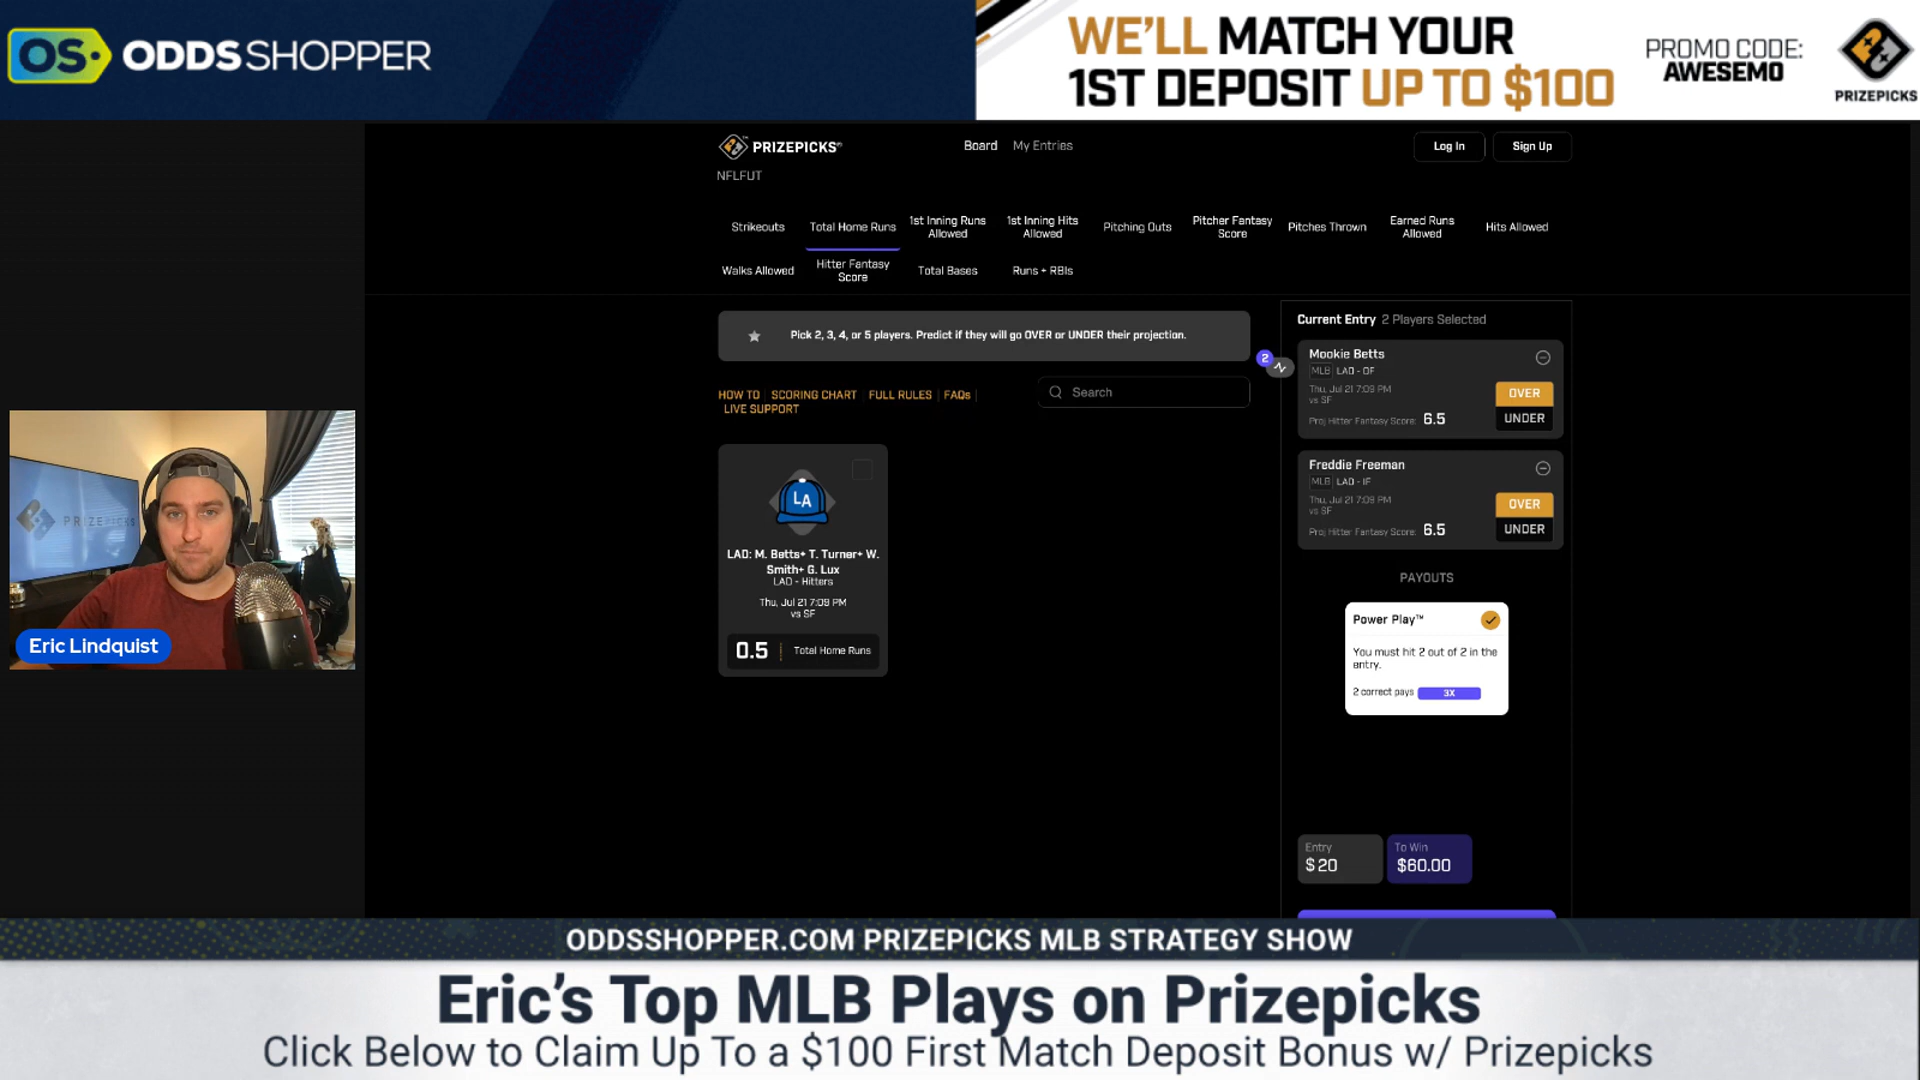 OS
ODDSSHOPPER
WE'LL MATCH YOUR
1ST DEPOSIT UP TO $100
PROMO CODE:
AWESEMO
PRIZEPICKS
PRIZEPICKS
Board My Entries
Log In
Sign Up
NFLFUT
Strikeouts
Total Home Runs
1st Inning Runs
Allowed
1st Inning Hits
Allowed
Pitching Outs
Pitcher Fantasy
Score
Pitches Thrown
Earned Runs
Allowed
Hits Allowed
Walks Allowed
Hitter Fantasy
Score
Total Bases
Runs + RBIs
Pick 2, 3, 4, or 5 players. Predict if they will go OVER or UNDER their projection.
HOW TO SCORING CHART FULL RULES FAQs
LIVE SUPPORT
Search
LA
LAD: M. Betts+ T. Turner+ W.
Smith+ G. Lux
LAD - Hitters
Thu, Jul 21 7:09 PM
vs SF
0.5 Total Home Runs
2
Current Entry 2 Players Selected
Mookie Betts
MLB LAD - OF
Thu, Jul 21 7:09 PM
vs SF
Proj Hitter Fantasy Score: 6.5
OVER
UNDER
Freddie Freeman
MLB LAD - IF
Thu, Jul 21 7:09 PM
vs SF
Proj Hitter Fantasy Score: 6.5
OVER
UNDER
PAYOUTS
Power Play™
You must hit 2 out of 2 in the
entry.
2 correct pays 3X
Entry
$ 20
To Win
$60.00
PRIZEPICKS
Eric Lindquist
ODDSSHOPPER.COM PRIZEPICKS MLB STRATEGY SHOW
Eric's Top MLB Plays on Prizepicks
Click Below to Claim Up To a $100 First Match Deposit Bonus w/ Prizepicks